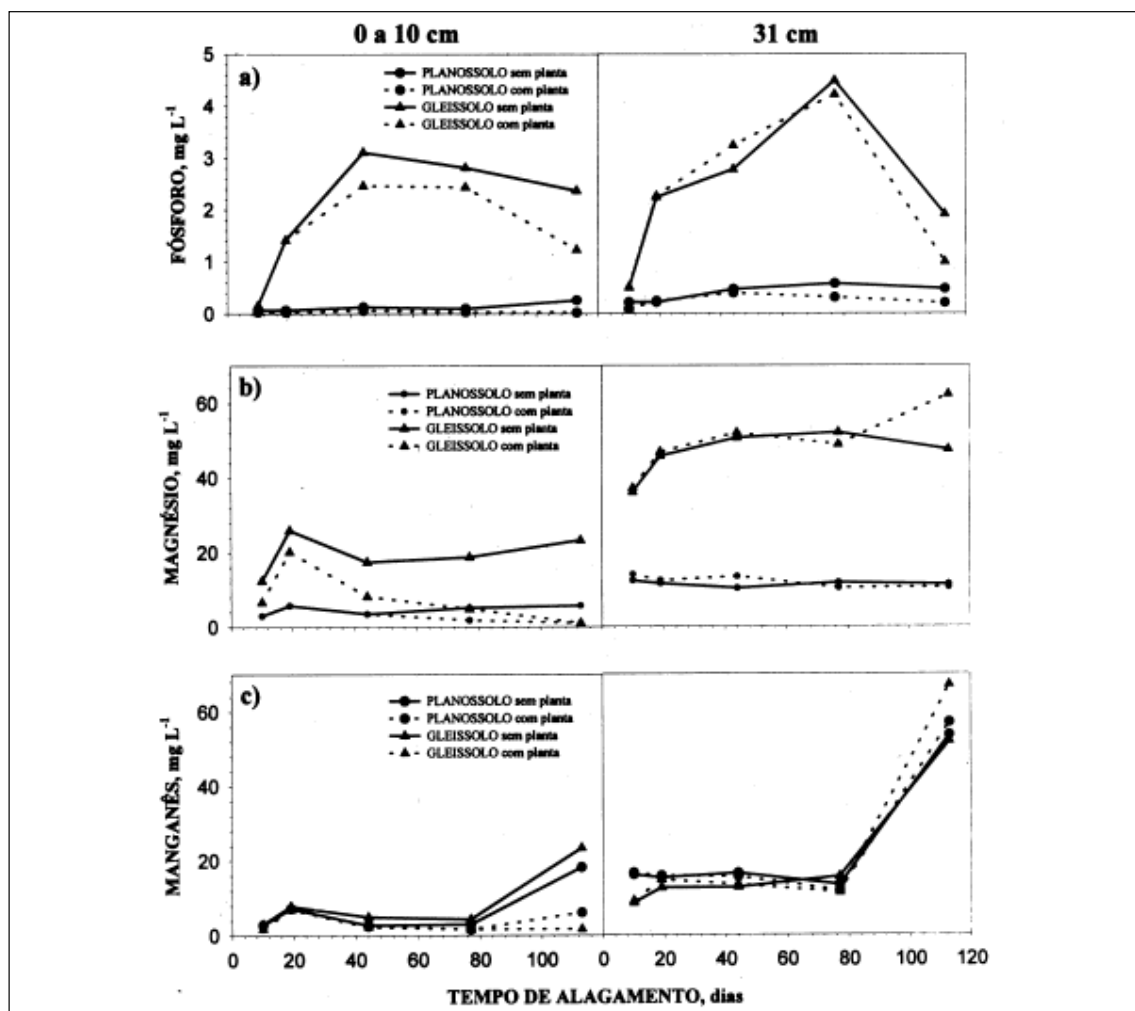 0 a 10 cm
31 cm
a)
PLANOSSOLO sem planta
PLANOSSOLO com planta
GLEISSOLO sem planta
GLEISSOLO com planta
FÓSFORO, mg L-1
5
4
3
2
1
0
b)
PLANOSSOLO sem planta
PLANOSSOLO com planta
GLEISSOLO sem planta
GLEISSOLO com planta
MAGNÉSIO, mg L-1
60
40
20
0
c)
PLANOSSOLO sem planta
PLANOSSOLO com planta
GLEISSOLO sem planta
GLEISSOLO com planta
MANGANÊS, mg L-1
60
40
20
0
0 20 40 60 80 100 0 20 40 60 80 100 120
TEMPO DE ALAGAMENTO, dias